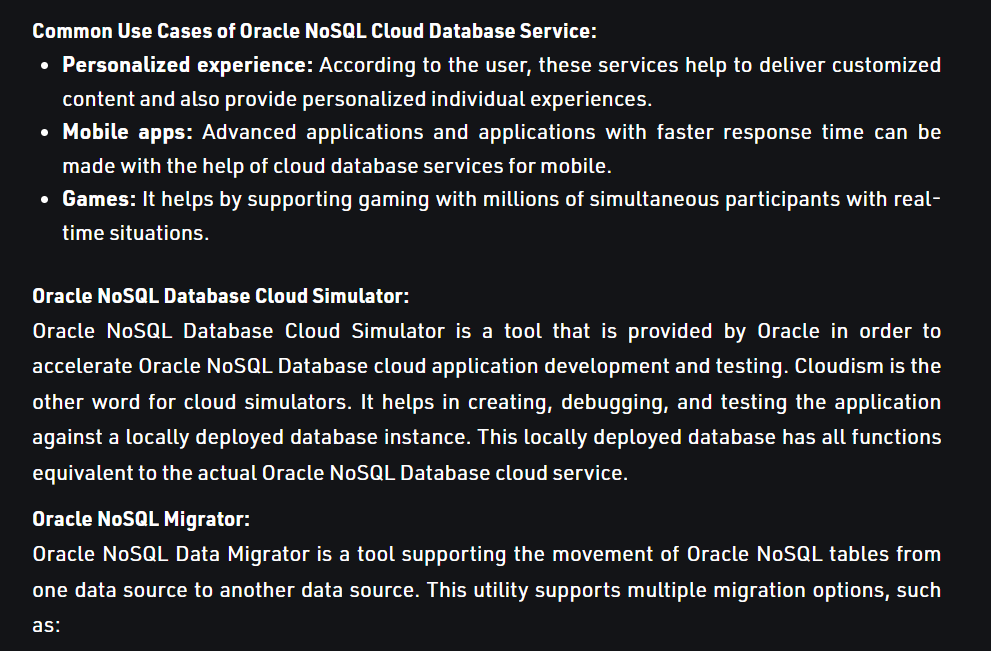 Common Use Cases of Oracle NoSQL Cloud Database Service:
• Personalized experience: According to the user, these services help to deliver customized
content and also provide personalized individual experiences.
• Mobile apps: Advanced applications and applications with faster response time can be
made with the help of cloud database services for mobile.
• Games: It helps by supporting gaming with millions of simultaneous participants with real-
time situations.
Oracle NoSQL Database Cloud Simulator:
Oracle NoSQL Database Cloud Simulator is a tool that is provided by Oracle in order to
accelerate Oracle NoSQL Database cloud application development and testing. Cloudism is the
other word for cloud simulators. It helps in creating, debugging, and testing the application
against a locally deployed database instance. This locally deployed database has all functions
equivalent to the actual Oracle NoSQL Database cloud service.
Oracle NoSQL Migrator:
Oracle NoSQL Data Migrator is a tool supporting the movement of Oracle NoSQL tables from
one data source to another data source. This utility supports multiple migration options, such
as: